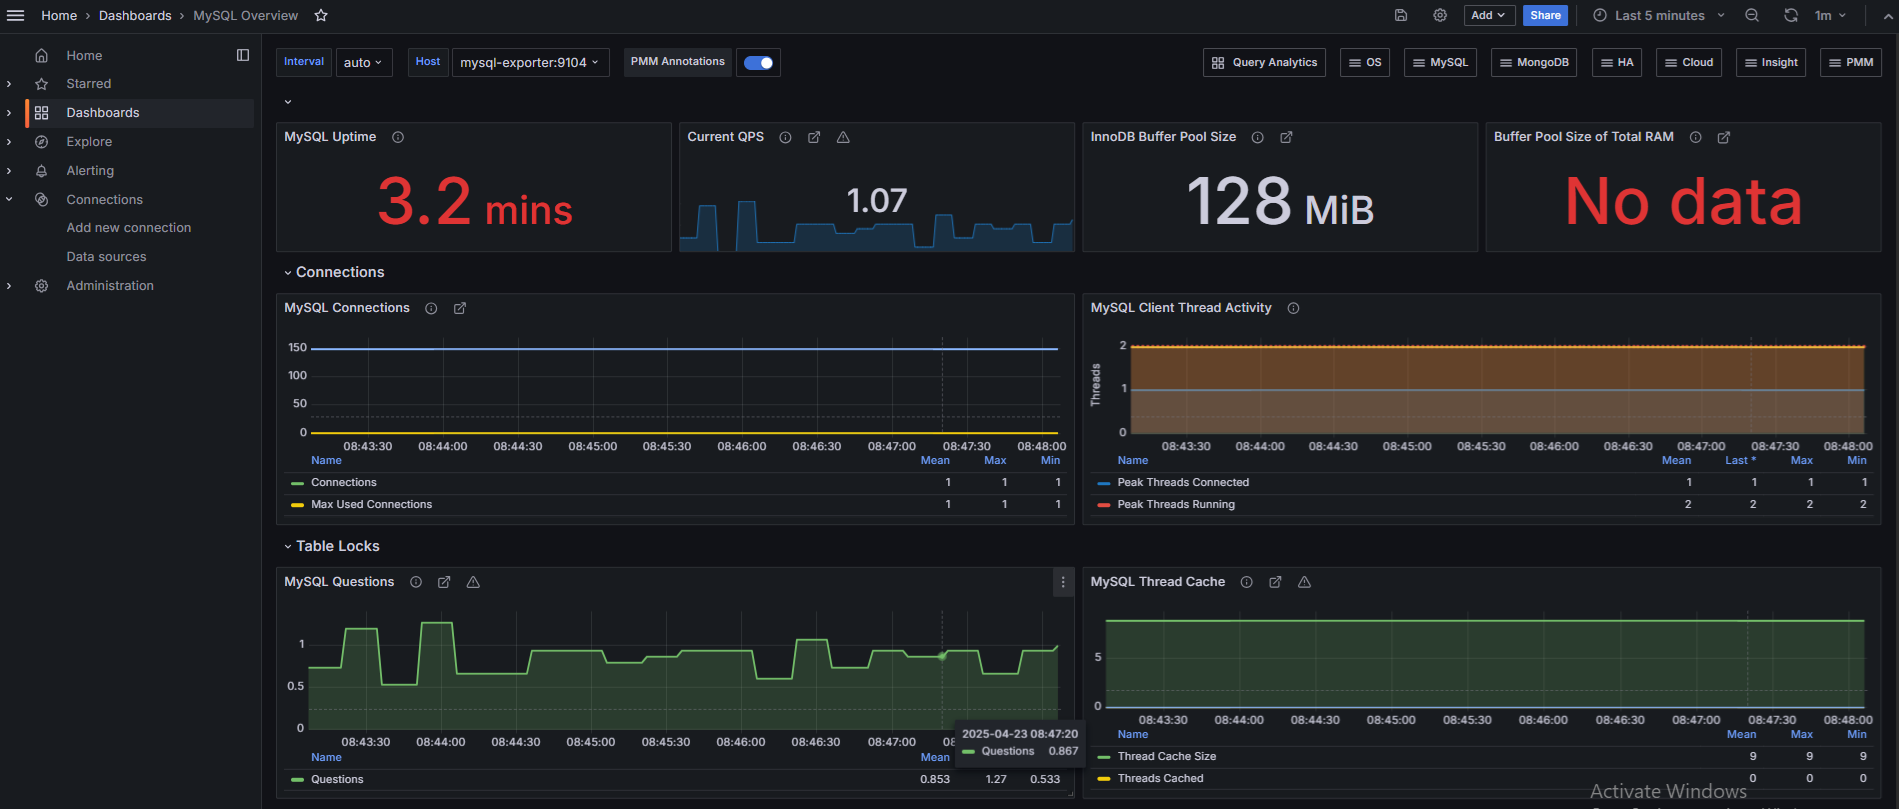 Home › Dashboards › MySQL Overview
Add
Share
Last 5 minutes
1m
Home
Starred
Dashboards
Explore
Alerting
Connections
Add new connection
Data sources
Administration
Interval auto Host mysql-exporter:9104 PMM Annotations
Query Analytics OS MySQL MongoDB HA Cloud Insight PMM
MySQL Uptime
3.2 mins
Current QPS
1.07
InnoDB Buffer Pool Size
128 MiB
Buffer Pool Size of Total RAM
No data
Connections
MySQL Connections
150
100
50
0
08:43:30 08:44:00 08:44:30 08:45:00 08:45:30 08:46:00 08:46:30 08:47:00 08:47:30 08:48:00
Name Mean Max Min
Connections 1 1 1
Max Used Connections 1 1 1
MySQL Client Thread Activity
Threads
2
1
0
08:43:30 08:44:00 08:44:30 08:45:00 08:45:30 08:46:00 08:46:30 08:47:00 08:47:30 08:48:00
Name Mean Last * Max Min
Peak Threads Connected 1 1 1 1
Peak Threads Running 2 2 2 2
Table Locks
MySQL Questions
1
0.5
0
08:43:30 08:44:00 08:44:30 08:45:00 08:45:30 08:46:00 08:46:30 08:47:00
Name Mean
Questions 0.853 1.27 0.533
2025-04-23 08:47:20
Questions 0.867
MySQL Thread Cache
5
0
08:43:30 08:44:00 08:44:30 08:45:00 08:45:30 08:46:00 08:46:30 08:47:00 08:47:30 08:48:00
Name Mean Max Min
Thread Cache Size 9 9 9
Threads Cached 0 0 0
Activate Windows